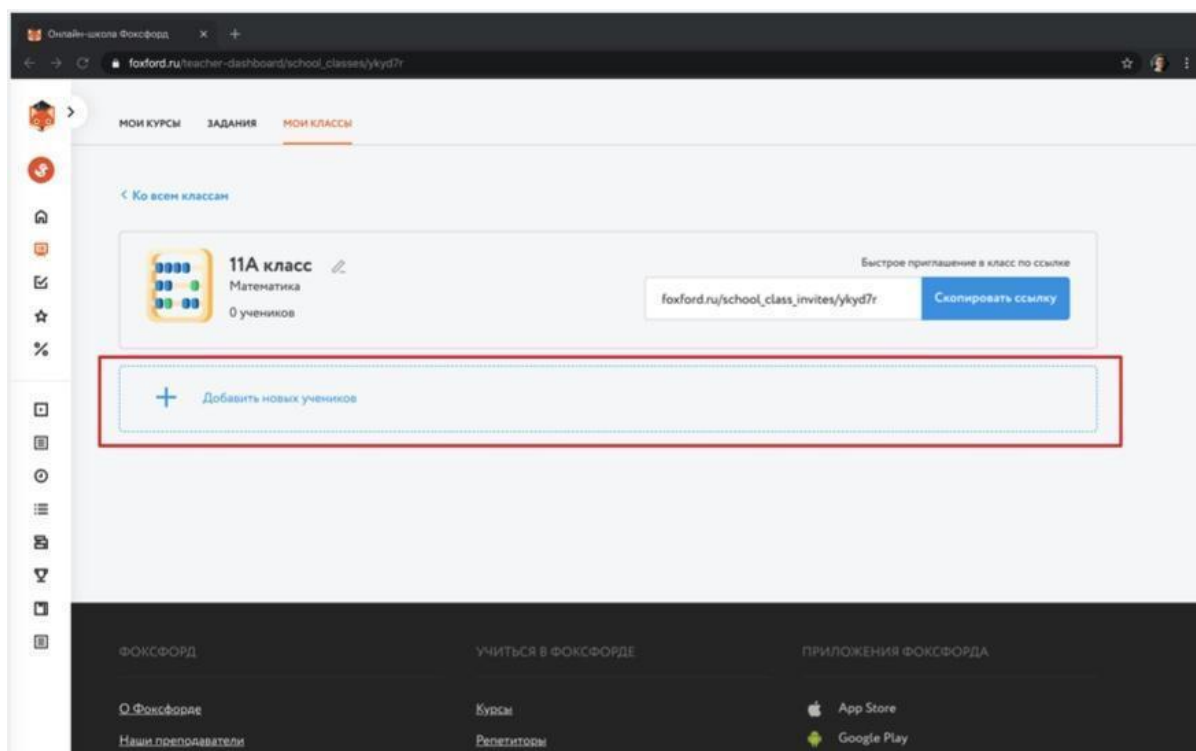 Онлайн-школа Фоксфорд
foxford.ru/teacher-dashboard/school_classes/ykyd7r
МОИ КУРСЫ ЗАДАНИЯ МОИ КЛАССЫ
Ко всем классам
11А класс
Математика
0 учеников
Быстрое приглашение в класс по ссылке
foxford.ru/school_class_invites/ykyd7r
Скопировать ссылку
Добавить новых учеников
ФОКСФОРД УЧИТЬСЯ В ФОКСФОРДЕ ПРИЛОЖЕНИЯ ФОКСФОРДА
О Фоксфорде Курсы App Store
Наши преподаватели Репетиторы Google Play